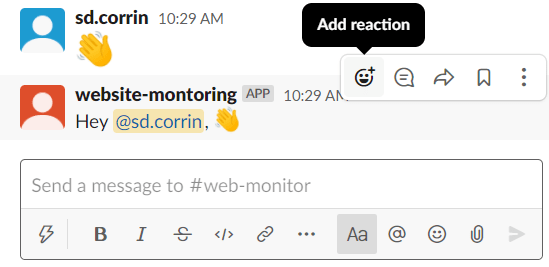 sd.corrin 10:29 AM
Add reaction
website-montoring APP 10:29 AM
Hey @sd.corrin,
Send a message to #web-monitor
B I S </> Aa @